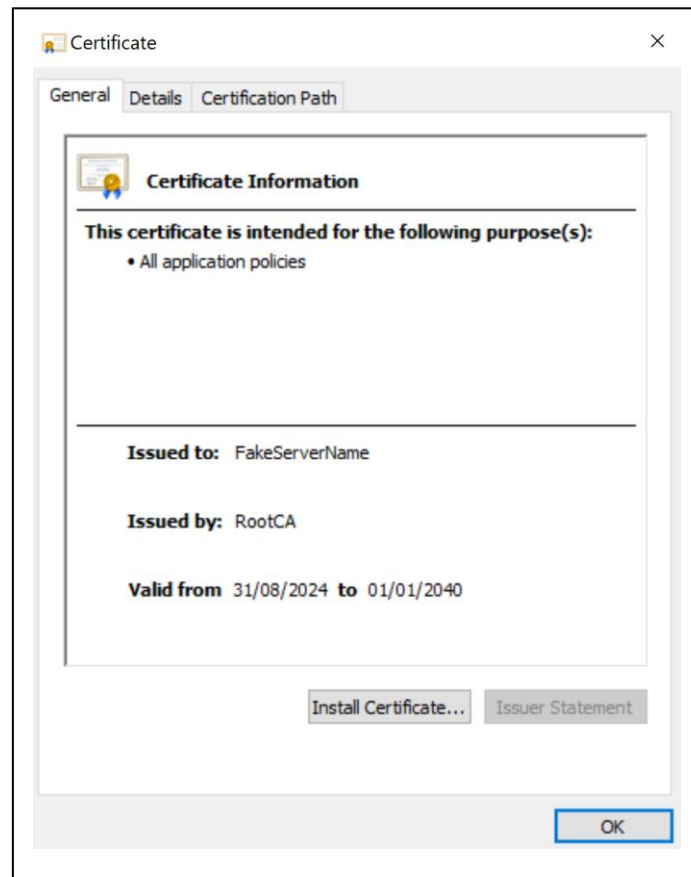 Certificate
General Details Certification Path
Certificate Information
This certificate is intended for the following purpose(s):
• All application policies
Issued to: FakeServerName
Issued by: RootCA
Valid from 31/08/2024 to 01/01/2040
Install Certificate... Issuer Statement
OK